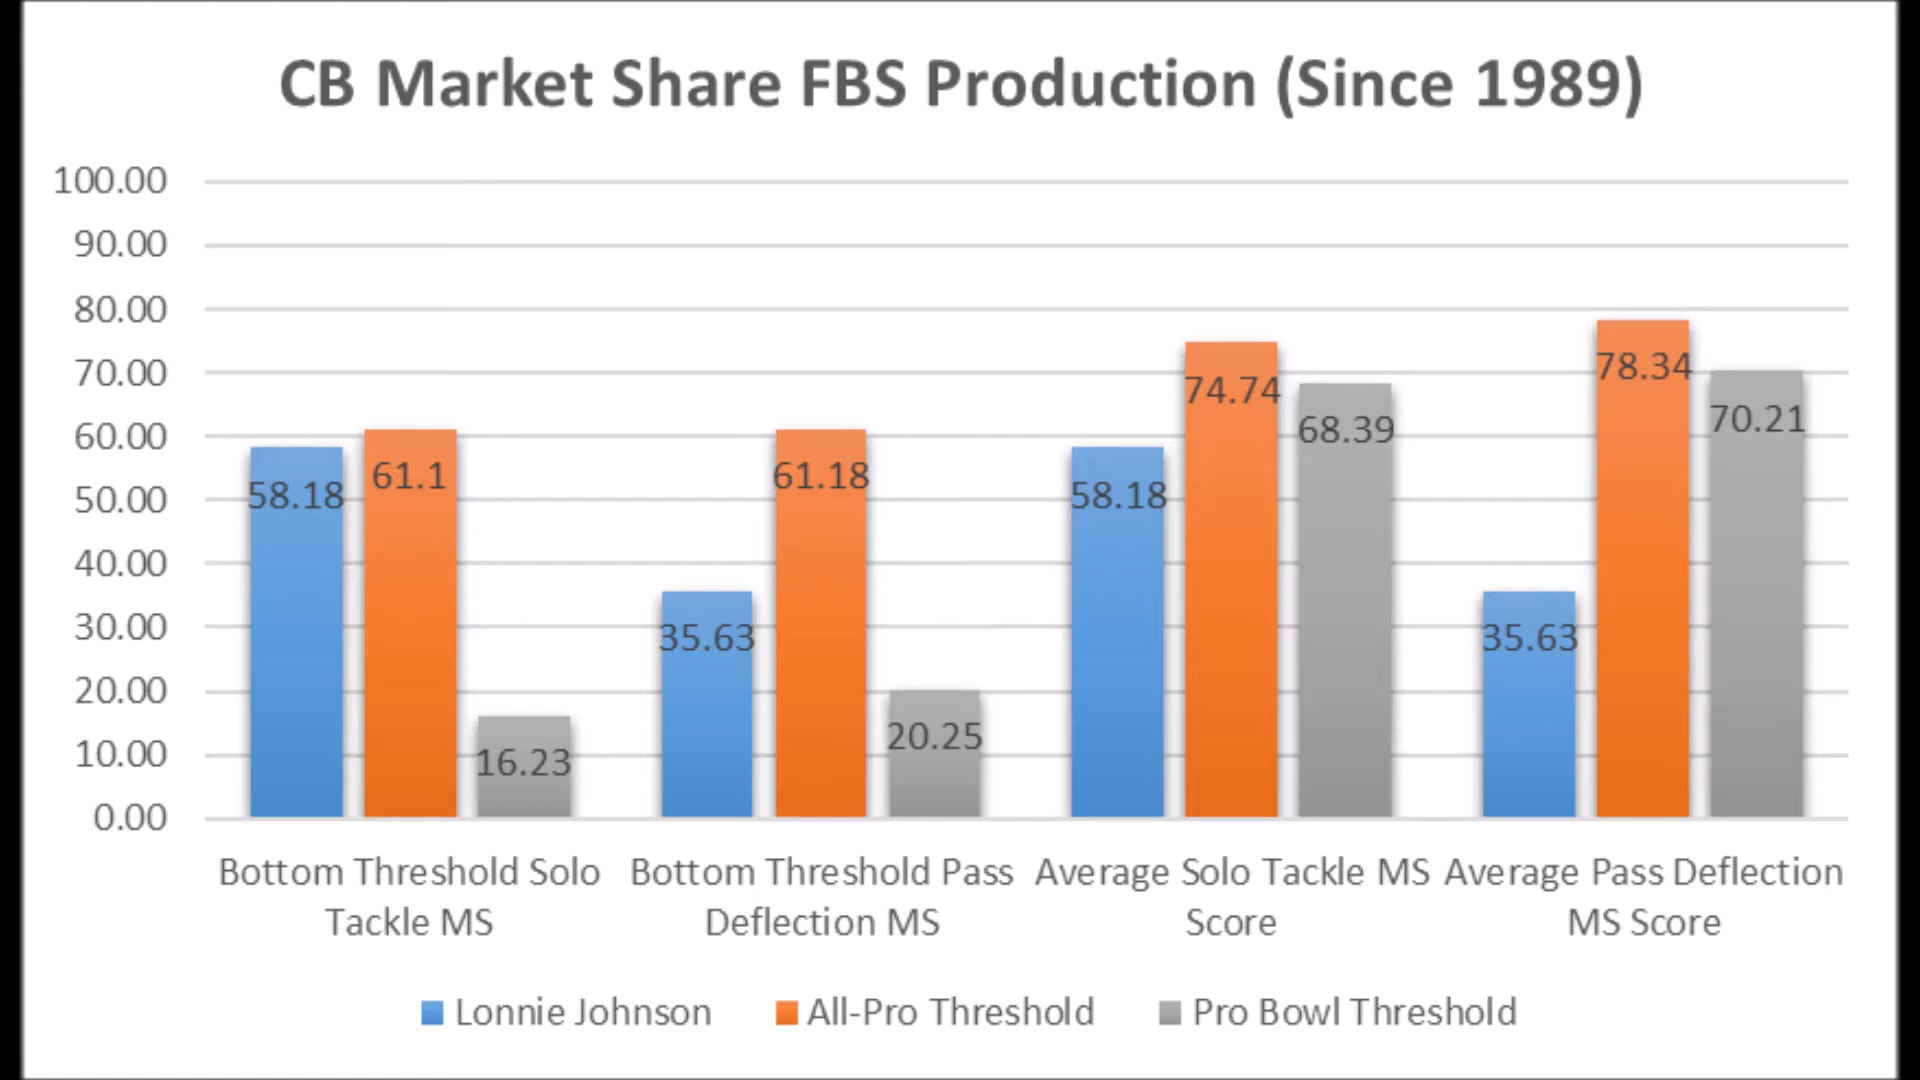 CB Market Share FBS Production (Since 1989)
100.00
90.00
80.00
70.00
60.00
50.00
40.00
30.00
20.00
10.00
0.00
58.18
61.1
16.23
35.63
61.18
20.25
58.18
74.74
68.39
35.63
78.34
70.21
Bottom Threshold Solo
Tackle MS
Bottom Threshold Pass
Deflection MS
Average Solo Tackle MS
Score
Average Pass Deflection
MS Score
Lonnie Johnson
All-Pro Threshold
Pro Bowl Threshold